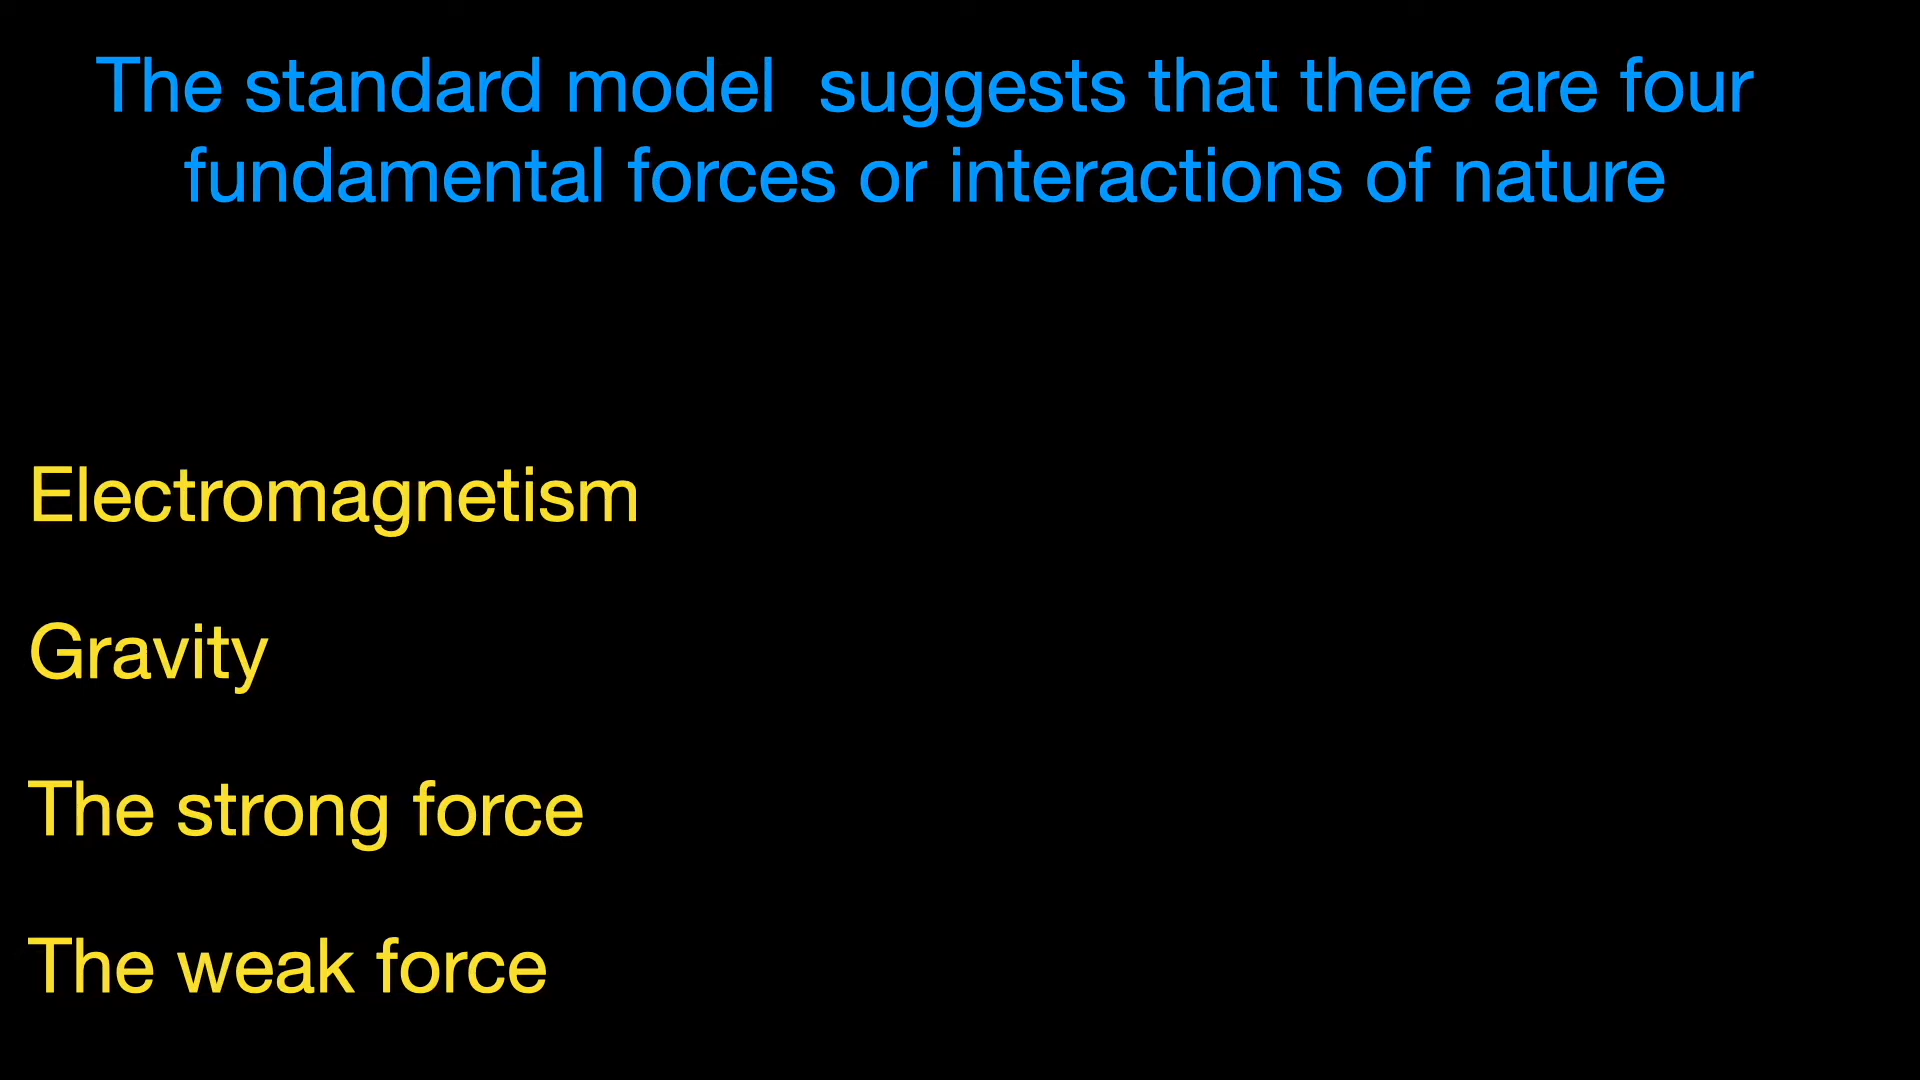 The standard model  suggests that there are four
fundamental forces or interactions of nature
Electromagnetism
Gravity
The strong force
The weak force